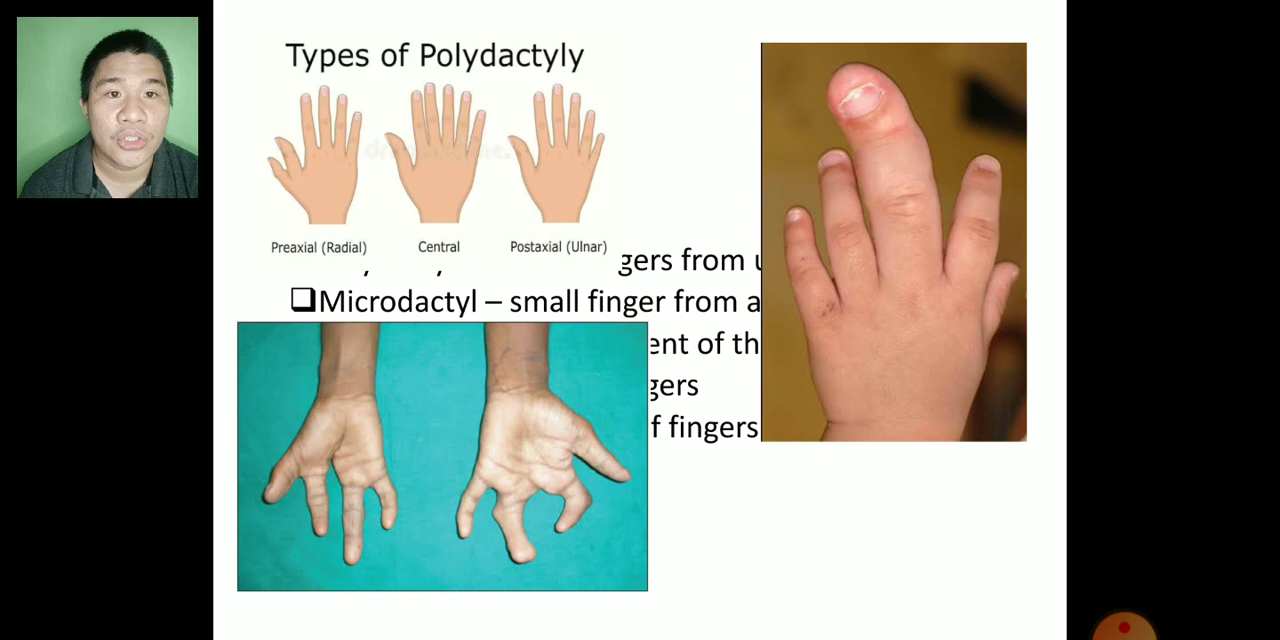 Types of Polydactyly
Preaxial (Radial) Central Postaxial (Ulnar)
gers from u
❑Microdactyl – small finger from a
ent of th
gers
f fingers